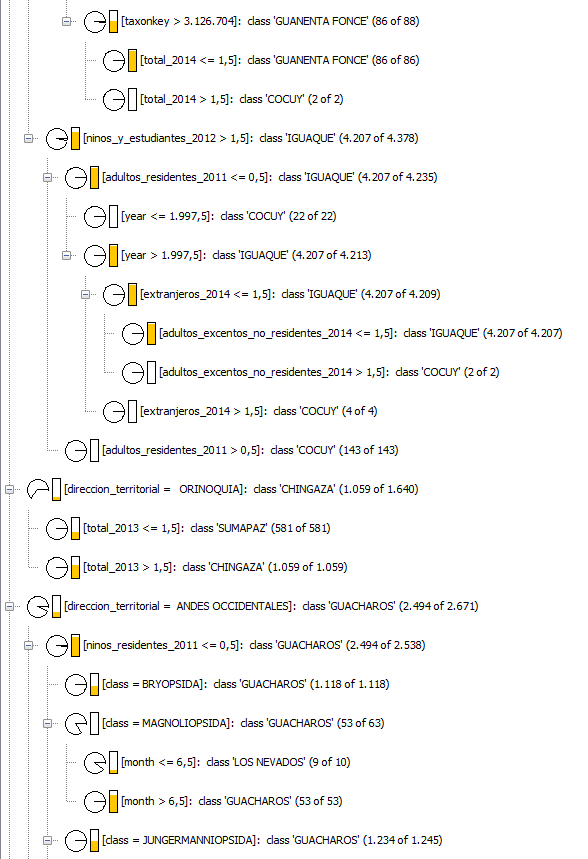 [taxonkey > 3.126.704]: class 'GUANENTA FONCE' (86 of 88)
[total_2014 <= 1,5]: class 'GUANENTA FONCE' (86 of 86)
[total_2014 > 1,5]: class 'COCUY' (2 of 2)
[ninos_y_estudiantes_2012 > 1,5]: class 'IGUAQUE' (4.207 of 4.378)
[adultos_residentes_2011 <= 0,5]: class 'IGUAQUE' (4.207 of 4.235)
[year <= 1.997,5]: class 'COCUY' (22 of 22)
[year > 1.997,5]: class 'IGUAQUE' (4.207 of 4.213)
[extranjeros_2014 <= 1,5]: class 'IGUAQUE' (4.207 of 4.209)
[adultos_excentos_no_residentes_2014 <= 1,5]: class 'IGUAQUE' (4.207 of 4.207)
[adultos_excentos_no_residentes_2014 > 1,5]: class 'COCUY' (2 of 2)
[extranjeros_2014 > 1,5]: class 'COCUY' (4 of 4)
[adultos_residentes_2011 > 0,5]: class 'COCUY' (143 of 143)
[direccion_territorial = ORINOQUIA]: class 'CHINGAZA' (1.059 of 1.640)
[total_2013 <= 1,5]: class 'SUMAPAZ' (581 of 581)
[total_2013 > 1,5]: class 'CHINGAZA' (1.059 of 1.059)
[direccion_territorial = ANDES OCCIDENTALES]: class 'GUACHAROS' (2.494 of 2.671)
[ninos_residentes_2011 <= 0,5]: class 'GUACHAROS' (2.494 of 2.538)
[class = BRYOPSIDA]: class 'GUACHAROS' (1.118 of 1.118)
[class = MAGNOLIOPSIDA]: class 'GUACHAROS' (53 of 63)
[month <= 6,5]: class 'LOS NEVADOS' (9 of 10)
[month > 6,5]: class 'GUACHAROS' (53 of 53)
[class = JUNGERMANNIOPSIDA]: class 'GUACHAROS' (1.234 of 1.245)